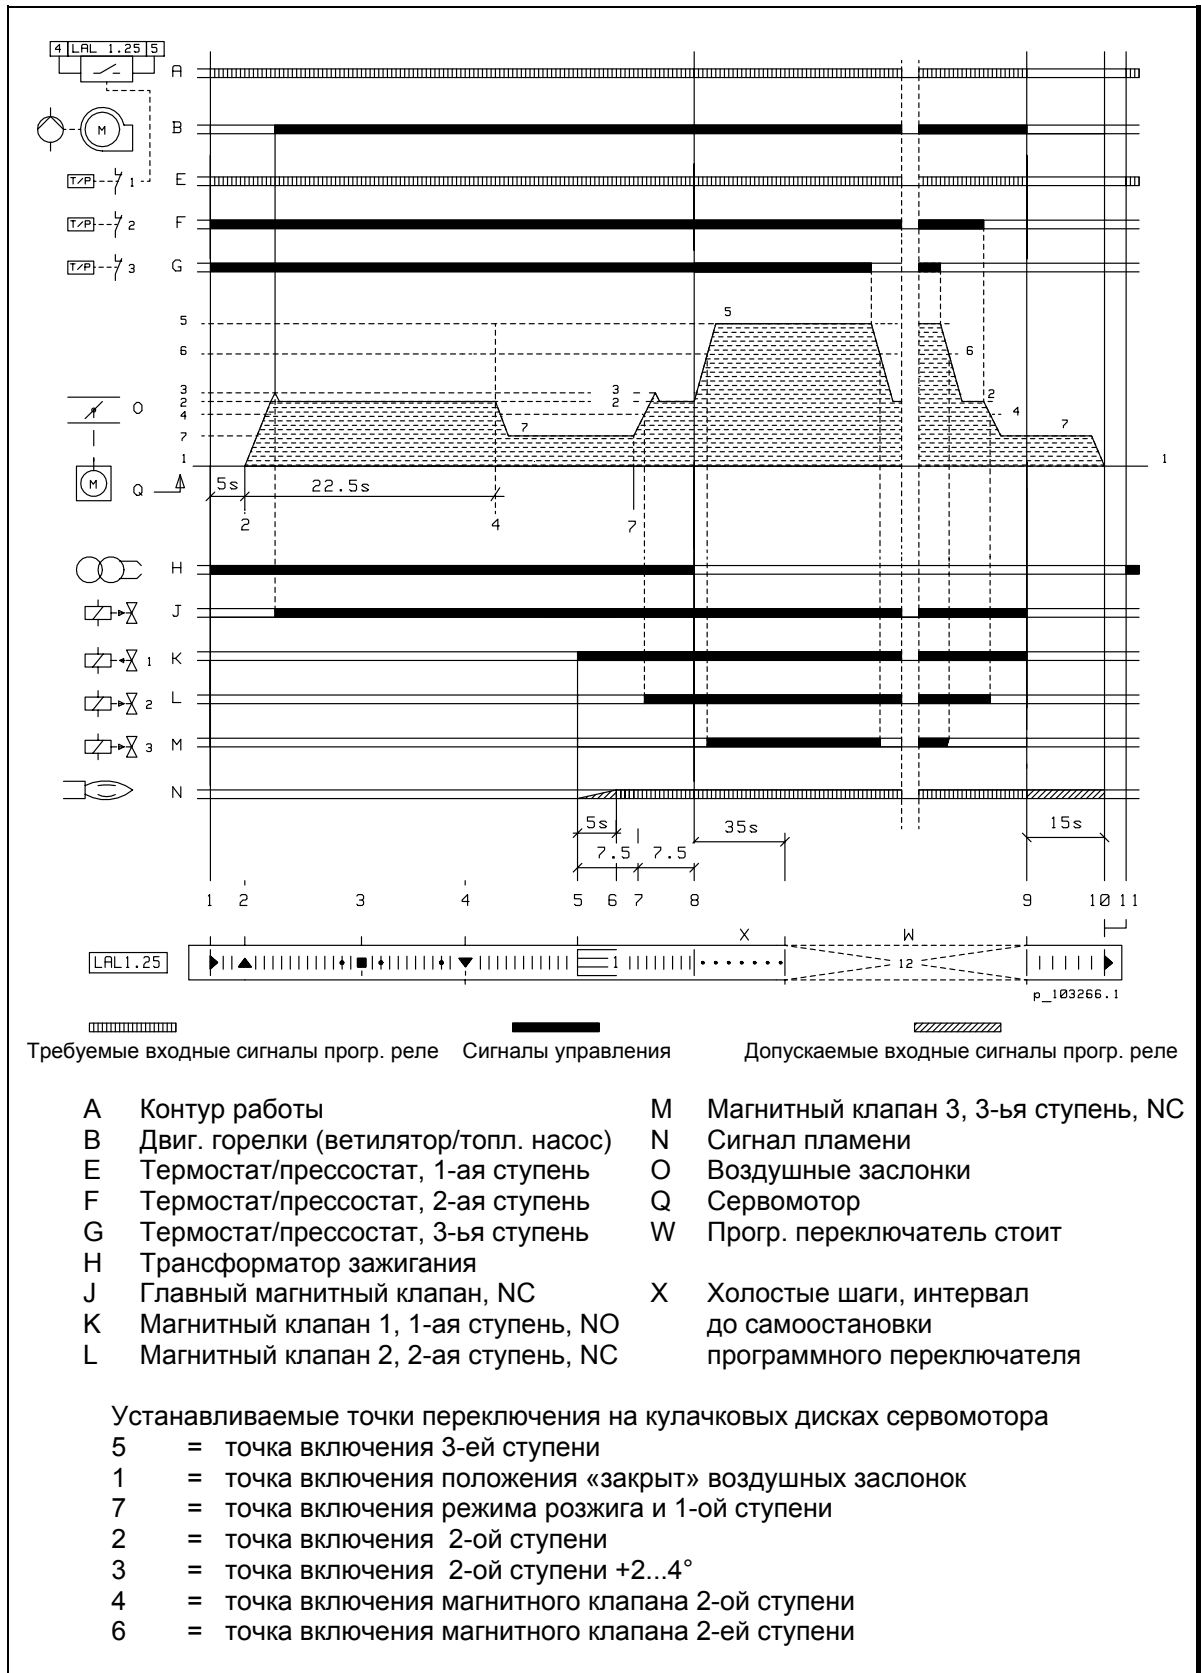 4 LAL 1.25 5
A
M
B
T/P 1 E
T/P 2 F
T/P 3 G
5 5
6 6
3 3
2 2 2
O
4 4
7 7 7 7
1 1
M Q 5s 22.5s
2 4 7
H
J
1 K
2 L
3 M
N
5s 35s 15s
7.5 7.5
1 2 3 4 5 6 7 8 9 10 11
X W
LAL1.25 1 12
p_103266.1
Требуемые входные сигналы прогр. реле Сигналы управления Допускаемые входные сигналы прогр. реле
A Контур работы M Магнитный клапан 3, 3-ья ступень, NC
B Двиг. горелки (ветилятор/топл. насос) N Сигнал пламени
E Термостат/прессостат, 1-ая ступень O Воздушные заслонки
F Термостат/прессостат, 2-ая ступень Q Сервомотор
G Термостат/прессостат, 3-ья ступень W Прогр. переключатель стоит
H Трансформатор зажигания
J Главный магнитный клапан, NC X Холостые шаги, интервал
K Магнитный клапан 1, 1-ая ступень, NO до самоостановки
L Магнитный клапан 2, 2-ая ступень, NC программного переключателя
Устанавливаемые точки переключения на кулачковых дисках сервомотора
5 = точка включения 3-ей ступени
1 = точка включения положения «закрыт» воздушных заслонок
7 = точка включения режима розжига и 1-ой ступени
2 = точка включения 2-ой ступени
3 = точка включения 2-ой ступени +2...4°
4 = точка включения магнитного клапана 2-ой ступени
6 = точка включения магнитного клапана 2-ей ступени